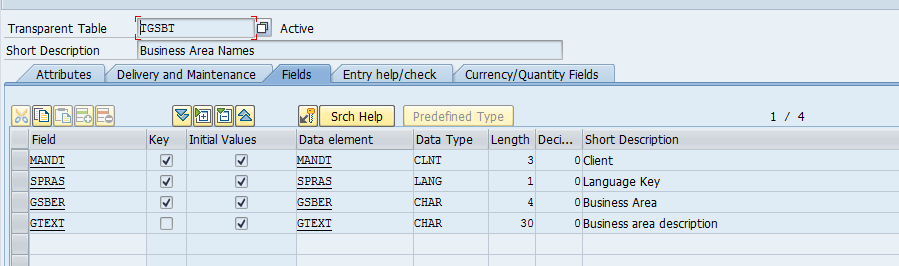 Transparent Table TGSBT Active
Short Description Business Area Names
Attributes Delivery and Maintenance Fields Entry help/check Currency/Quantity Fields
Srch Help Predefined Type 1 / 4
Field Key Initial Values Data element Data Type Length Deci... Short Description
MANDT MANDT CLNT 3 0 Client
SPRAS SPRAS LANG 1 0 Language Key
GSBER GSBER CHAR 4 0 Business Area
GTEXT GTEXT CHAR 30 0 Business area description